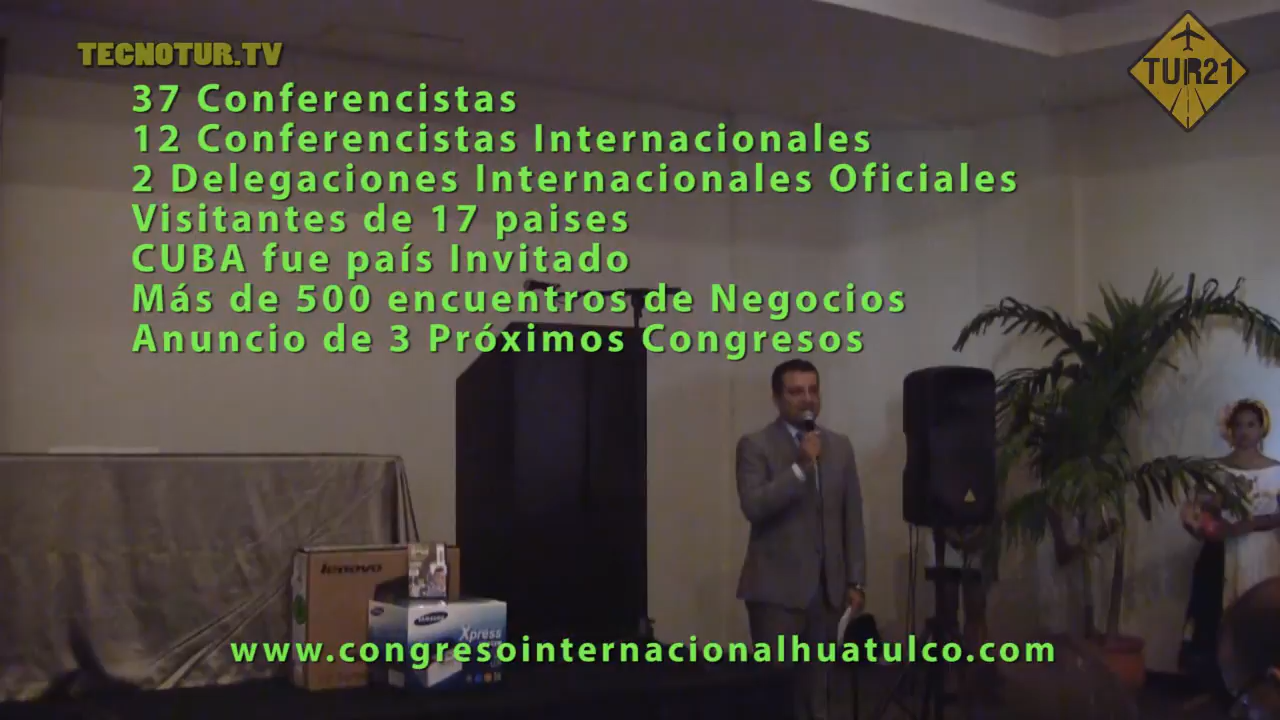 TECNOTUR.TV
TUR21
37 Conferencistas
12 Conferencistas Internacionales
2 Delegaciones Internacionales Oficiales
Visitantes de 17 paises
CUBA fue país Invitado
Más de 500 encuentros de Negocios
Anuncio de 3 Próximos Congresos
lenovo
SAMSUNG
Xpress
www.congresointernacionalhuatulco.com